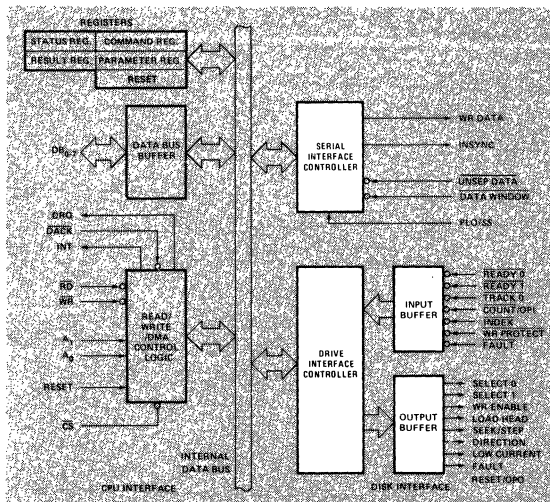 REGISTERS
STATUS REG. COMMAND REG.
RESULT REG. PARAMETER REG.
RESET
DB0-7
DATA BUS
BUFFER
DRQ
DACK
INT
RD
WR
A1
A0
RESET
CS
READ/
WRITE
/DMA
CONTROL
LOGIC
INTERNAL
DATA BUS
CPU INTERFACE
SERIAL
INTERFACE
CONTROLLER
WR DATA
INSYNC
UNSEP DATA
DATA WINDOW
PLO/SS
DRIVE
INTERFACE
CONTROLLER
INPUT
BUFFER
READY 0
READY 1
TRACK 0
COUNT/OPI
INDEX
WR PROTECT
FAULT
OUTPUT
BUFFER
SELECT 0
SELECT 1
WR ENABLE
LOAD HEAD
SEEK/STEP
DIRECTION
LOW CURRENT
FAULT
RESET/OPO
DISK INTERFACE